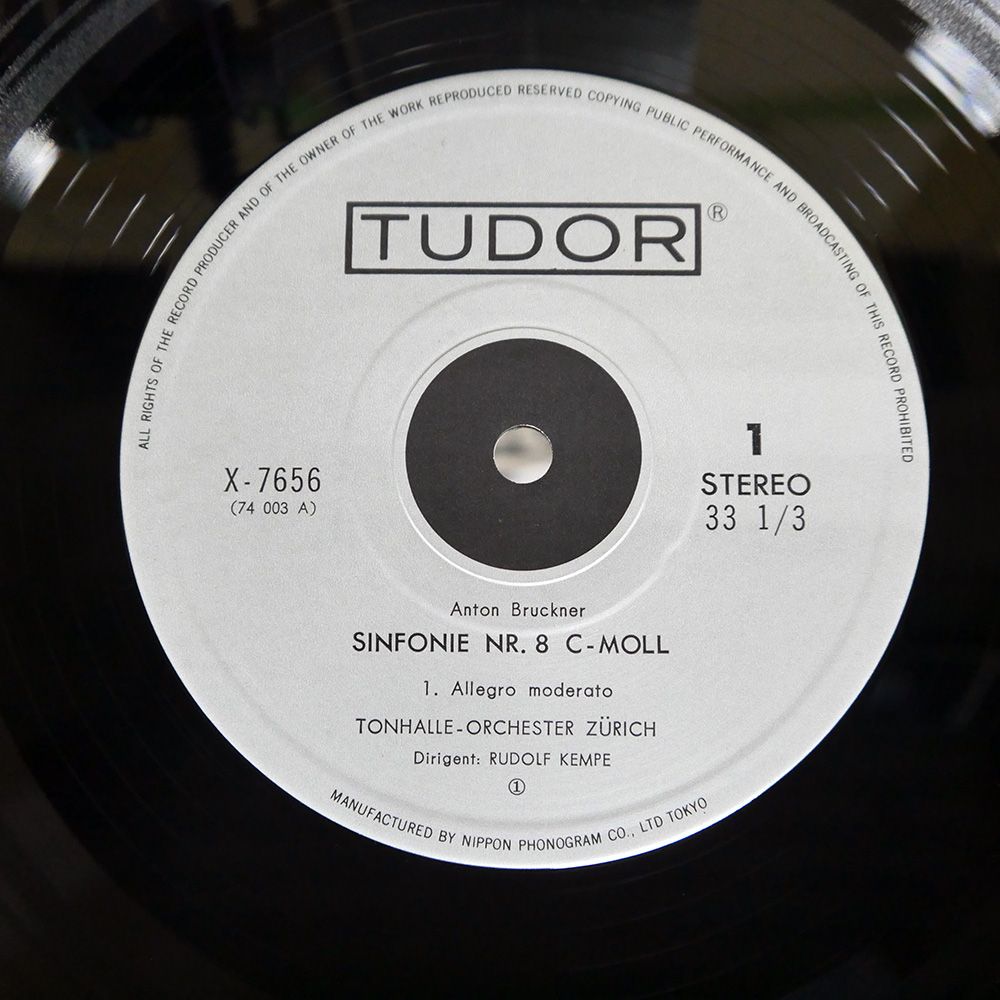 ALL RIGHTS OF THE RECORD PRODUCER AND OF THE OWNER OF THE WORK REPRODUCED RESERVED COPYING PUBLIC PERFORMANCE AND BROADCASTING OF THIS RECORD PROHIBITED
TUDOR®
X-7656
(74 003 A)
1
STEREO
33 1/3
Anton Bruckner
SINFONIE NR. 8 C-MOLL
1. Allegro moderato
TONHALLE-ORCHESTER ZÜRICH
Dirigent: RUDOLF KEMPE
①
MANUFACTURED BY NIPPON PHONOGRAM CO., LTD TOKYO